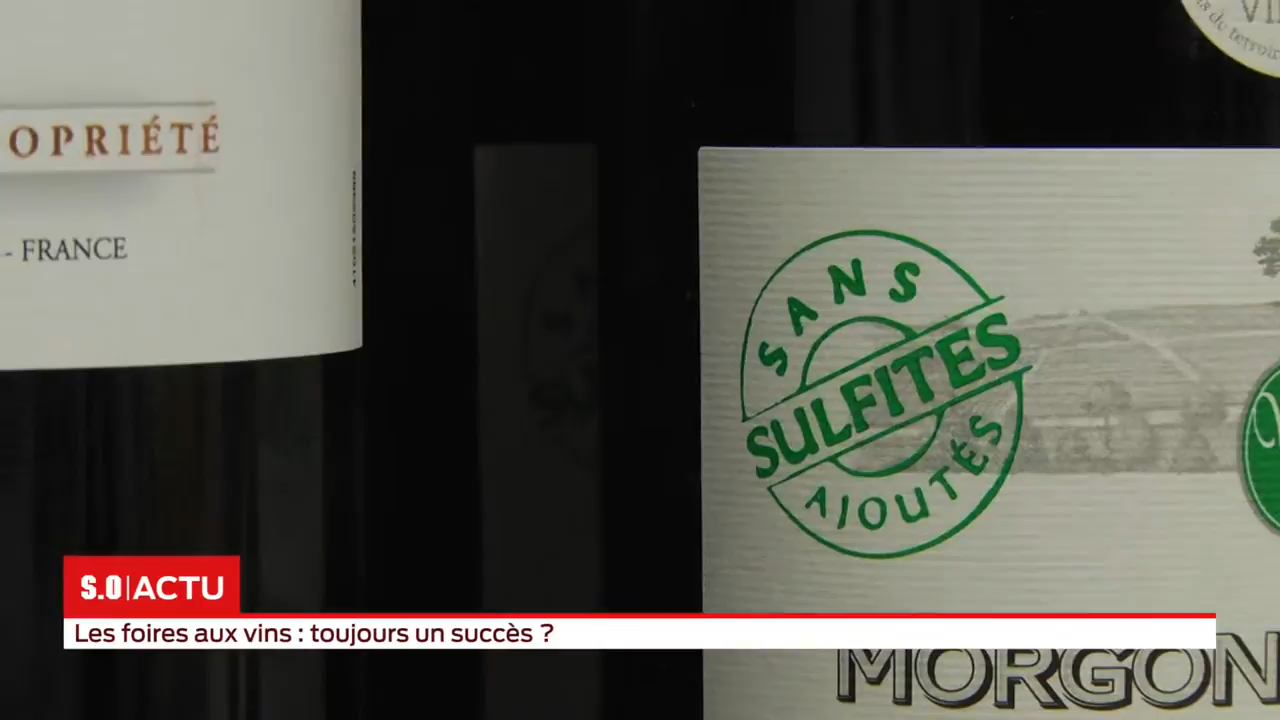 OPRIÉTÉ
- FRANCE
SANS
SULFITES
AJOUTÉS
S.O|ACTU
Les foires aux vins : toujours un succès ?
MORGON